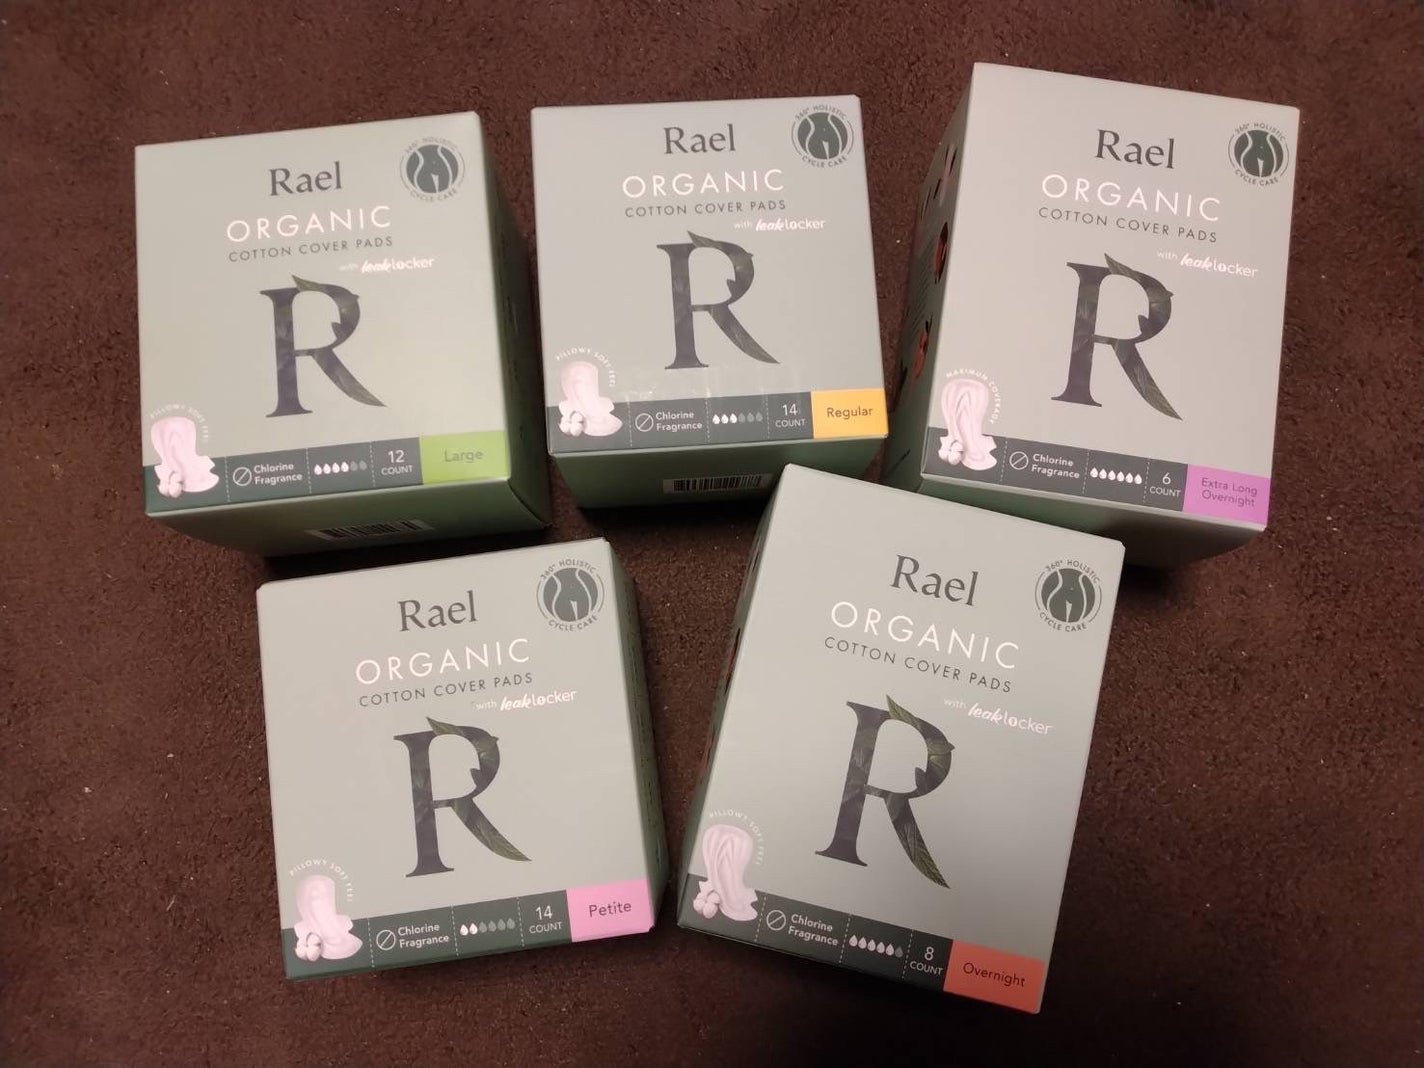 Rael
360° HOLISTIC
CYCLE CARE
ORGANIC
COTTON COVER PADS
with leaklocker
R
PILLOWY SOFT FEEL
Chlorine
Fragrance
12
COUNT
Large
Rael
360° HOLISTIC
CYCLE CARE
ORGANIC
COTTON COVER PADS
with leaklocker
R
PILLOWY SOFT FEEL
Chlorine
Fragrance
14
COUNT
Regular
Rael
360° HOLISTIC
CYCLE CARE
ORGANIC
COTTON COVER PADS
with leaklocker
R
MAXIMUM COVERAGE
Chlorine
Fragrance
6
COUNT
Extra Long
Overnight
Rael
360° HOLISTIC
CYCLE CARE
ORGANIC
COTTON COVER PADS
with leaklocker
R
PILLOWY SOFT FEEL
Chlorine
Fragrance
14
COUNT
Petite
Rael
360° HOLISTIC
CYCLE CARE
ORGANIC
COTTON COVER PADS
with leaklocker
R
PILLOWY SOFT FEEL
Chlorine
Fragrance
8
COUNT
Overnight